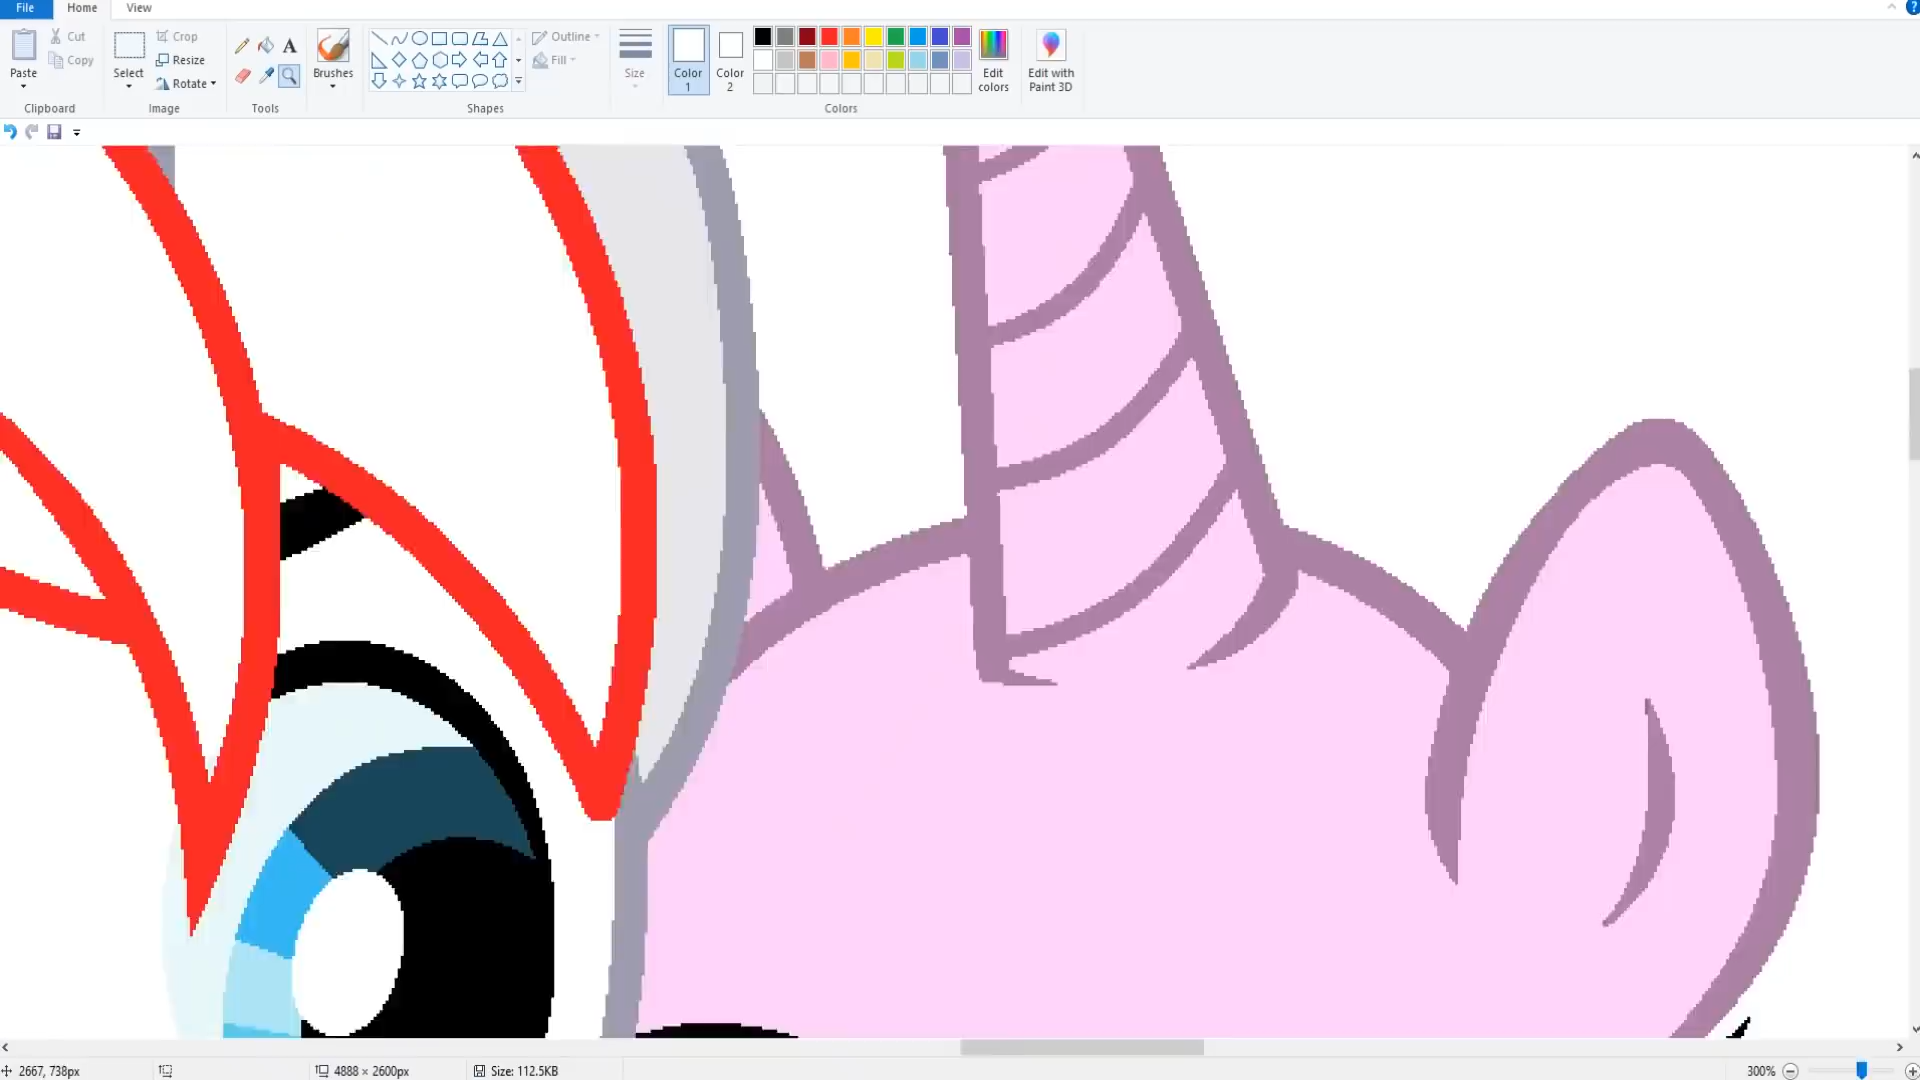 File Home View
Paste
Cut
Copy
Clipboard
Select
Crop
Resize
Rotate
Image
A
Tools
Brushes
Shapes
Outline
Fill
Size
Color
1
Color
2
Colors
Edit
colors
Edit with
Paint 3D
?
2667, 738px
4888 × 2600px
Size: 112.5KB
300%